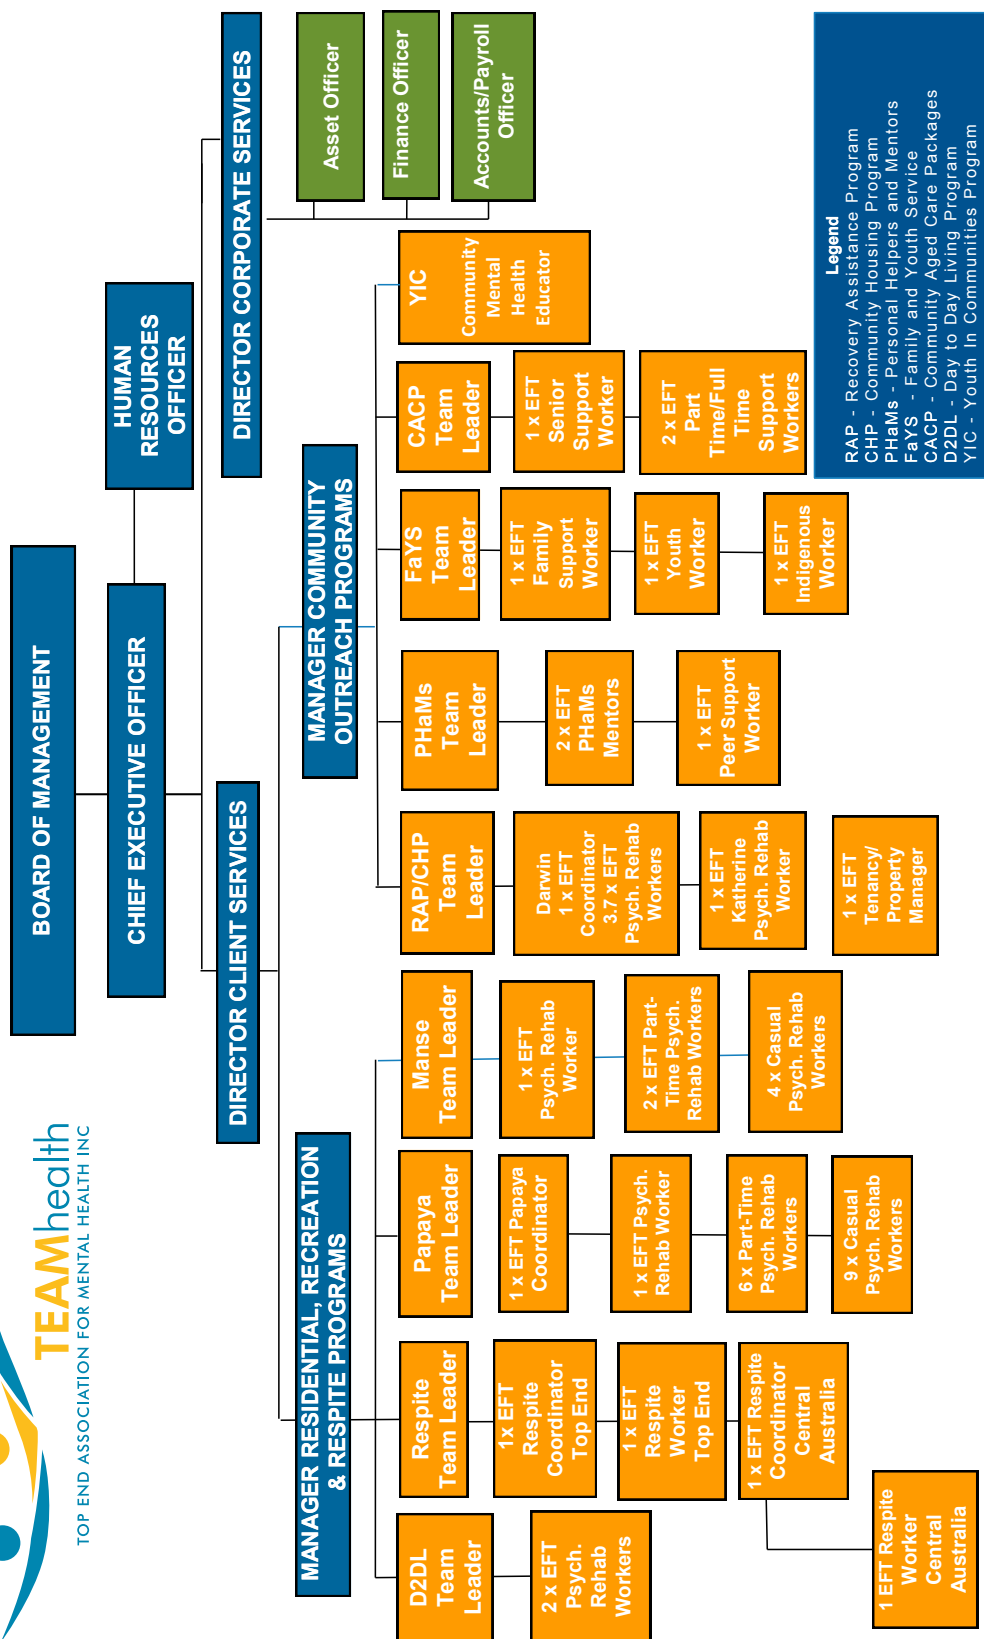 TEAMhealth
TOP END ASSOCIATION FOR MENTAL HEALTH INC
BOARD OF MANAGEMENT
CHIEF EXECUTIVE OFFICER
HUMAN
RESOURCES
OFFICER
DIRECTOR CLIENT SERVICES
DIRECTOR CORPORATE SERVICES
MANAGER RESIDENTIAL, RECREATION
& RESPITE PROGRAMS
MANAGER COMMUNITY
OUTREACH PROGRAMS
Asset Officer
Finance Officer
Accounts/Payroll
Officer
D2DL
Team
Leader
2 x EFT
Psych.
Rehab
Workers
Respite
Team Leader
1x EFT
Respite
Coordinator
Top End
1 x EFT
Respite
Worker
Top End
1 x EFT Respite
Coordinator
Central
Australia
1 EFT Respite
Worker
Central
Australia
Papaya
Team Leader
1 x EFT Papaya
Coordinator
1 x EFT Psych.
Rehab Worker
6 x Part-Time
Psych. Rehab
Workers
9 x Casual
Psych. Rehab
Workers
Manse
Team Leader
1 x EFT
Psych. Rehab
Worker
2 x EFT Part-
Time Psych.
Rehab Workers
4 x Casual
Psych. Rehab
Workers
RAP/CHP
Team
Leader
Darwin
1 x EFT
Coordinator
3.7 x EFT
Psych. Rehab
Workers
1 x EFT
Katherine
Psych. Rehab
Worker
1 x EFT
Tenancy/
Property
Manager
PHaMs
Team
Leader
2 x EFT
PHaMs
Mentors
1 x EFT
Peer Support
Worker
FaYS
Team
Leader
1 x EFT
Family
Support
Worker
1 x EFT
Youth
Worker
1 x EFT
Indigenous
Worker
CACP
Team
Leader
1 x EFT
Senior
Support
Worker
2 x EFT
Part
Time/Full
Time
Support
Workers
YIC
Community
Mental
Health
Educator
Legend
RAP - Recovery Assistance Program
CHP - Community Housing Program
PHaMs - Personal Helpers and Mentors
FaYS - Family and Youth Service
CACP - Community Aged Care Packages
D2DL - Day to Day Living Program
YIC - Youth In Communities Program